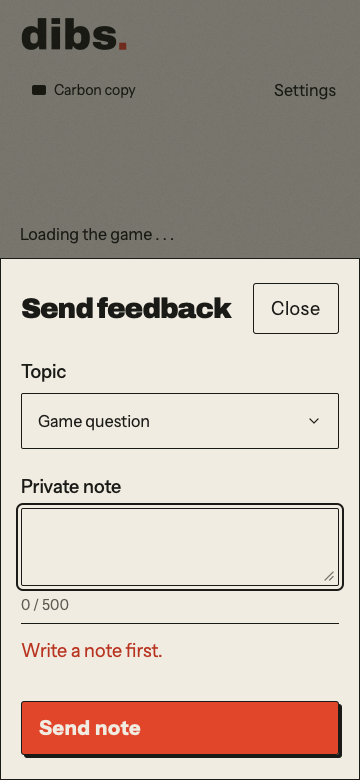 dibs.
Carbon copy
Settings
Loading the game . . .
Send feedback
Close
Topic
Game question
Private note
0 / 500
Write a note first.
Send note